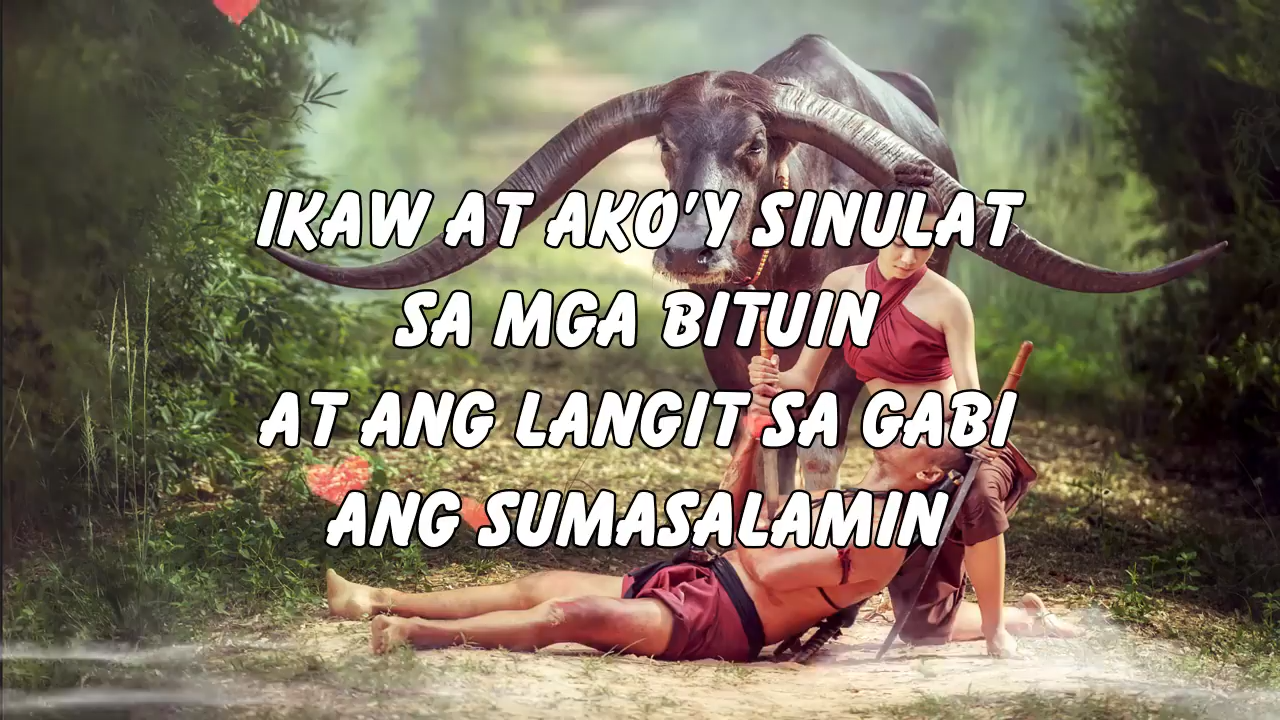 IKAW AT AKO'Y SINULAT
SA MGA BITUIN
AT ANG LANGIT SA GABI
ANG SUMASALAMIN